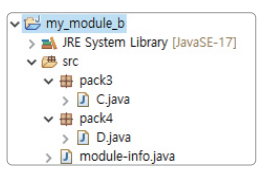 my_module_b
JRE System Library [JavaSE-17]
src
pack3
C.java
pack4
D.java
module-info.java